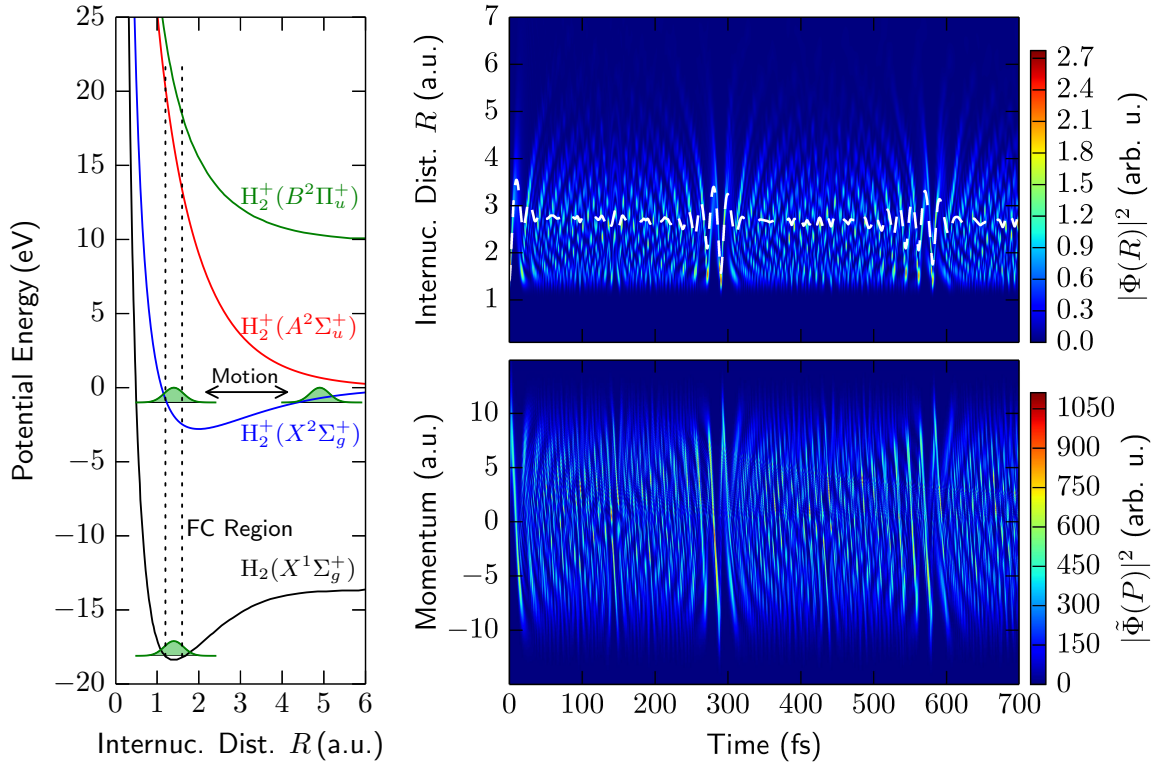 25
20
15
10
5
0
−5
−10
−15
−20
Potential Energy (eV)
0 1 2 3 4 5 6
Internuc. Dist. R (a.u.)
H₂⁺(B²Π⁺ᵤ)
H₂⁺(A²Σ⁺ᵤ)
Motion
H₂⁺(X²Σ⁺g)
FC Region
H₂(X¹Σ⁺g)
7
6
5
4
3
2
1
Internuc. Dist. R (a.u.)
2.7
2.4
2.1
1.8
1.5
1.2
0.9
0.6
0.3
0.0
|Φ(R)|² (arb. u.)
10
5
0
−5
−10
Momentum (a.u.)
0 100 200 300 400 500 600 700
Time (fs)
1050
900
750
600
450
300
150
0
|Φ̃(P)|² (arb. u.)